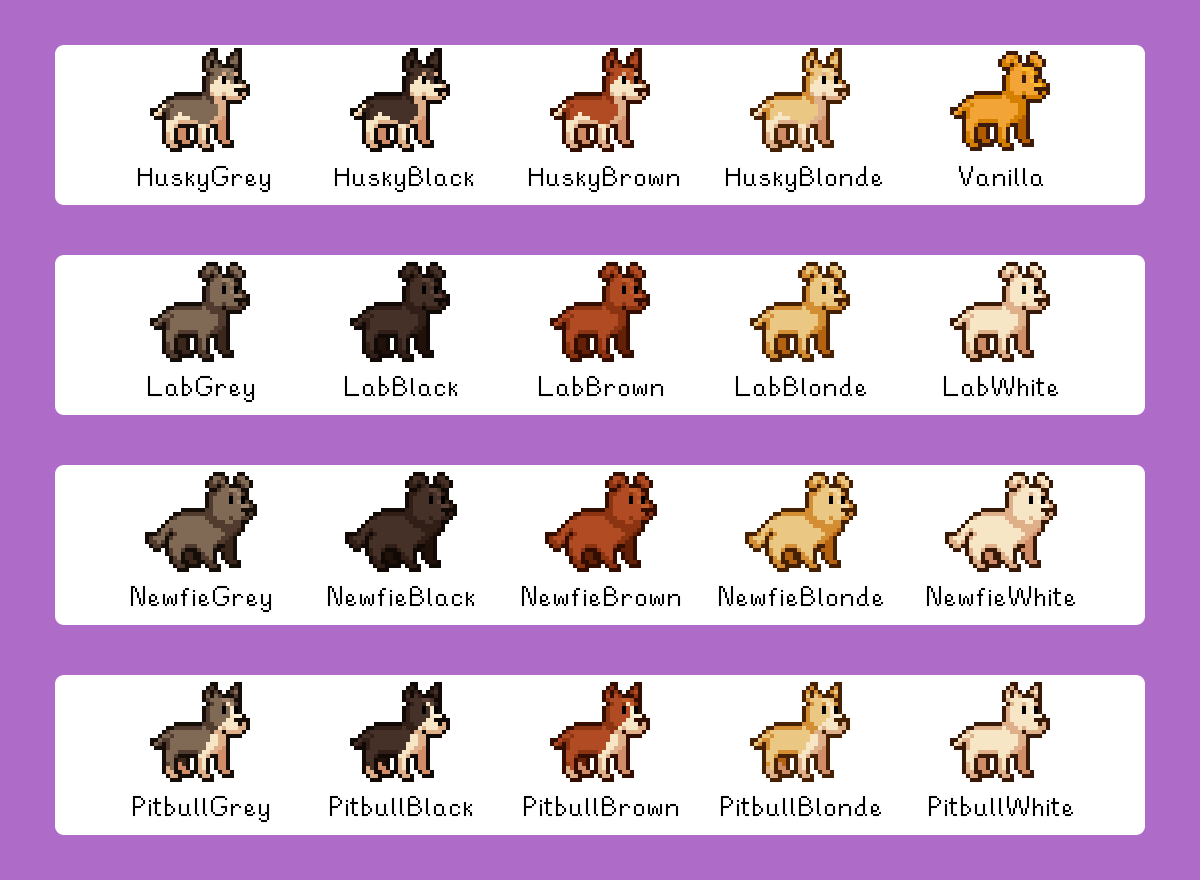 HuskyGrey HuskyBlack HuskyBrown HuskyBlonde Vanilla
LabGrey LabBlack LabBrown LabBlonde LabWhite
NewfieGrey NewfieBlack NewfieBrown NewfieBlonde NewfieWhite
PitbullGrey PitbullBlack PitbullBrown PitbullBlonde PitbullWhite